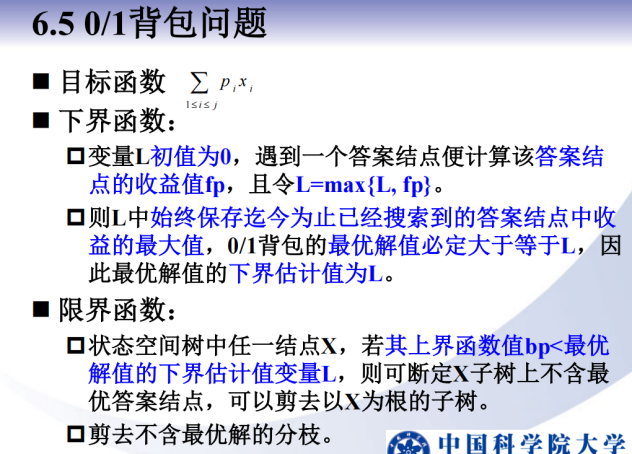 6.5 0/1背包问题
■ 目标函数 ∑ p i x i
1≤i≤j
■ 下界函数：
变量L初值为0，遇到一个答案结点便计算该答案结
点的收益值fp，且令L=max{L, fp}。
则L中始终保存迄今为止已经搜索到的答案结点中收
益的最大值，0/1背包的最优解值必定大于等于L，因
此最优解值的下界估计值为L。
■ 限界函数：
状态空间树中任一结点X，若其上界函数值bp<最优
解值的下界估计值变量L，则可断定X子树上不含最
优答案结点，可以剪去以X为根的子树。
剪去不含最优解的分枝。
中国科学院大学